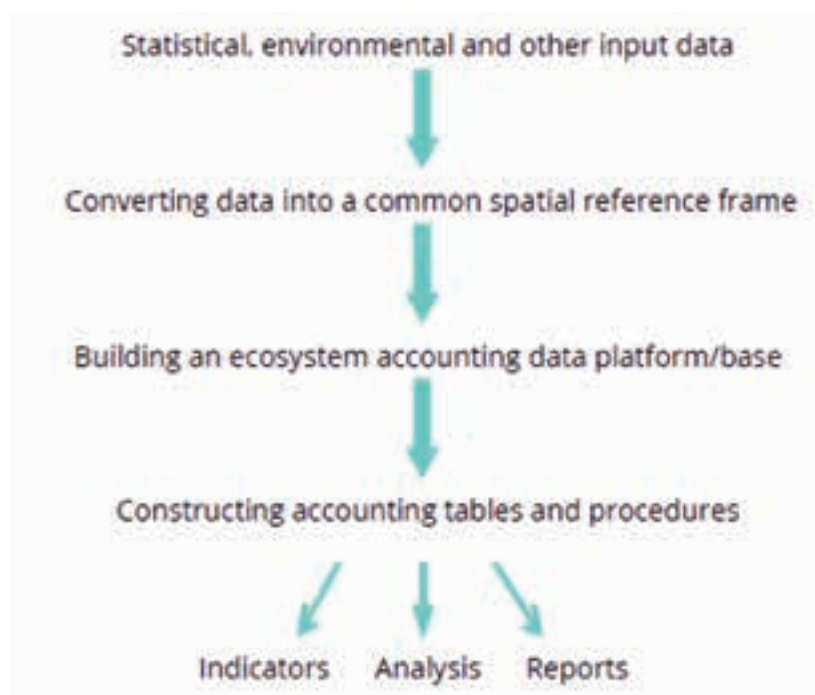 Statistical, environmental and other input data
Converting data into a common spatial reference frame
Building an ecosystem accounting data platform/base
Constructing accounting tables and procedures
Indicators Analysis Reports